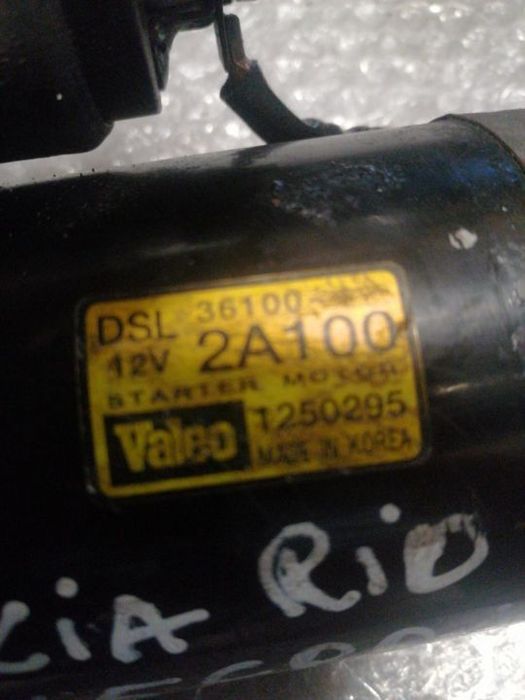 DSL 36100
12V 2A100
STARTER MOTOR
Valeo 1250295
MADE IN KOREA
KIA RIO